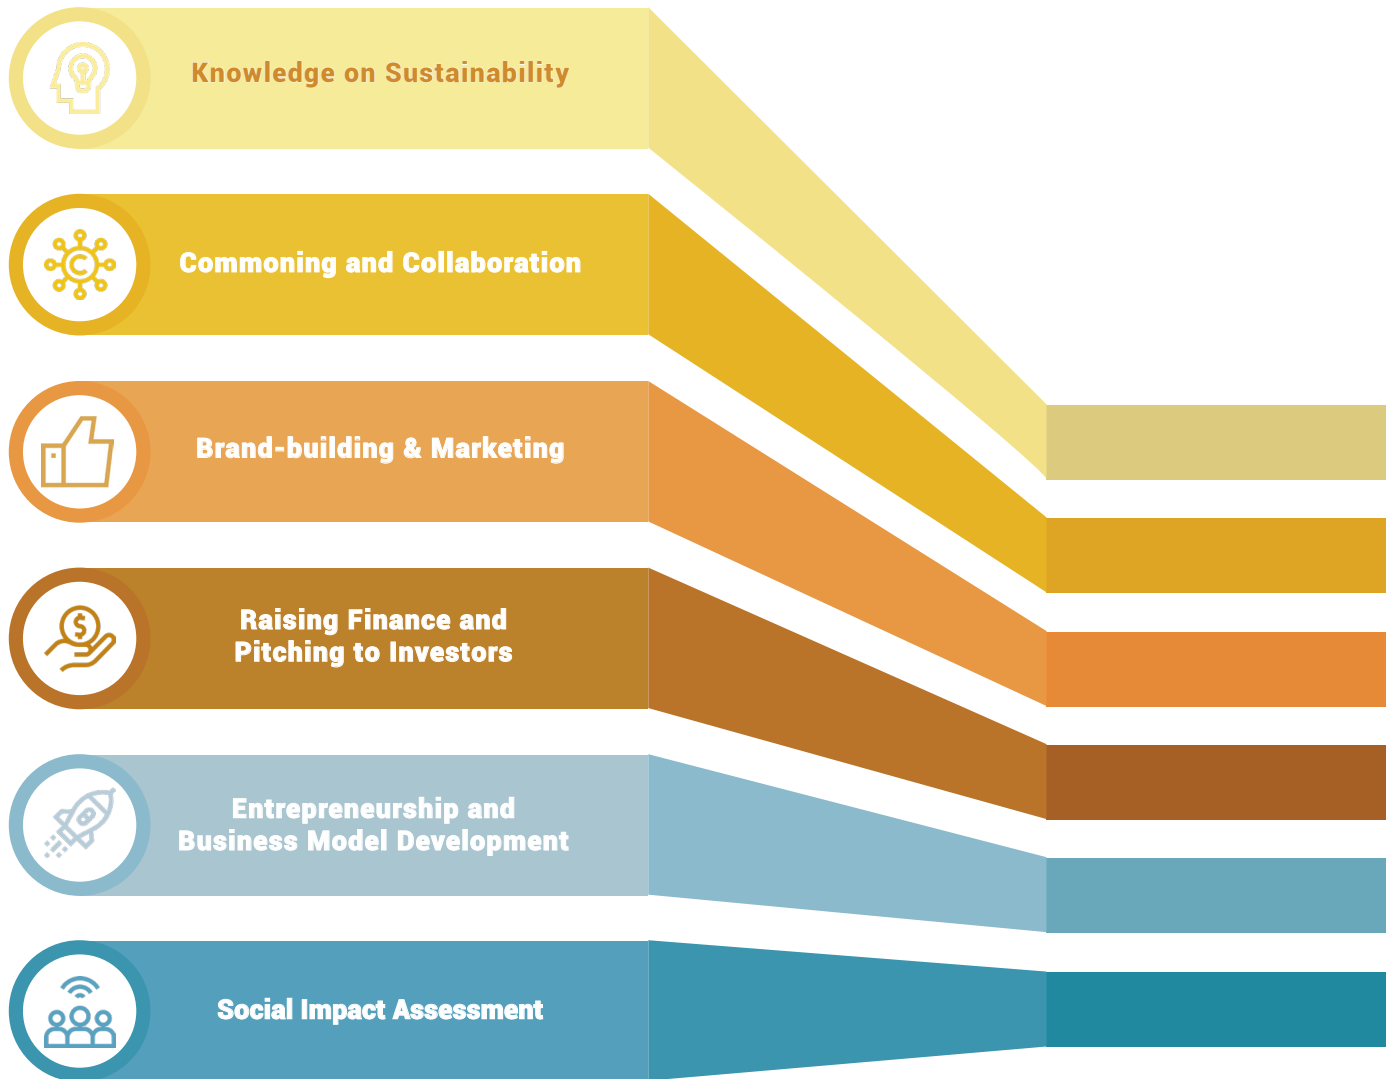 Knowledge on Sustainability
Commoning and Collaboration
Brand-building & Marketing
Raising Finance and
Pitching to Investors
Entrepreneurship and
Business Model Development
Social Impact Assessment